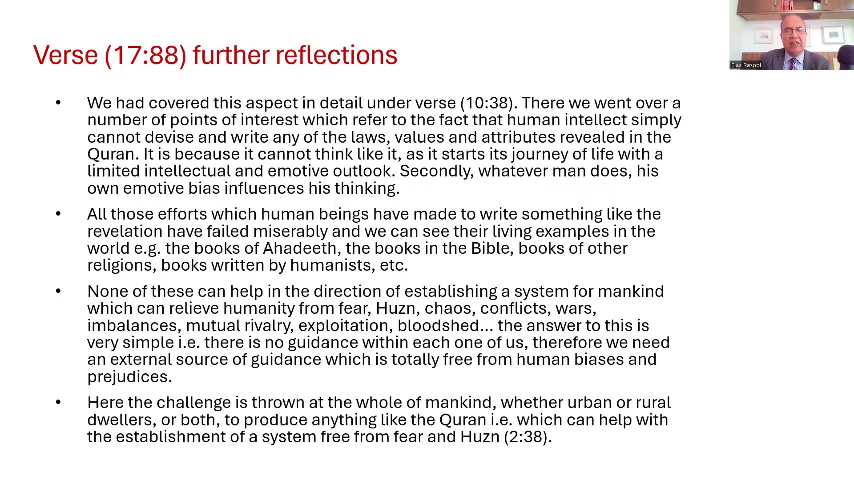 Verse (17:88) further reflections
• We had covered this aspect in detail under verse (10:38). There we went over a
number of points of interest which refer to the fact that human intellect simply
cannot devise and write any of the laws, values and attributes revealed in the
Quran. It is because it cannot think like it, as it starts its journey of life with a
limited intellectual and emotive outlook. Secondly, whatever man does, his
own emotive bias influences his thinking.
• All those efforts which human beings have made to write something like the
revelation have failed miserably and we can see their living examples in the
world e.g. the books of Ahadeeth, the books in the Bible, books of other
religions, books written by humanists, etc.
• None of these can help in the direction of establishing a system for mankind
which can relieve humanity from fear, Huzn, chaos, conflicts, wars,
imbalances, mutual rivalry, exploitation, bloodshed... the answer to this is
very simple i.e. there is no guidance within each one of us, therefore we need
an external source of guidance which is totally free from human biases and
prejudices.
• Here the challenge is thrown at the whole of mankind, whether urban or rural
dwellers, or both, to produce anything like the Quran i.e. which can help with
the establishment of a system free from fear and Huzn (2:38).